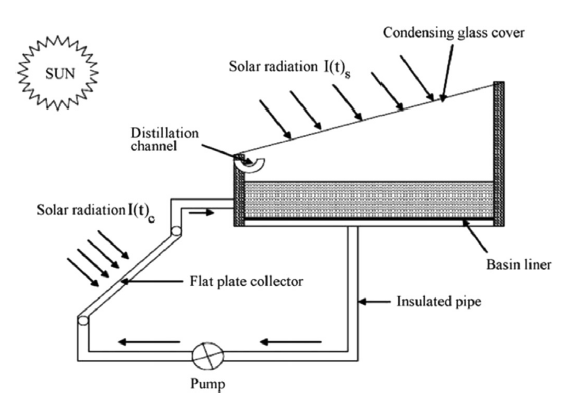 Condensing glass cover
Solar radiation I(t)s
SUN
Distillation
channel
Solar radiation I(t)c
Basin liner
Flat plate collector
Insulated pipe
Pump